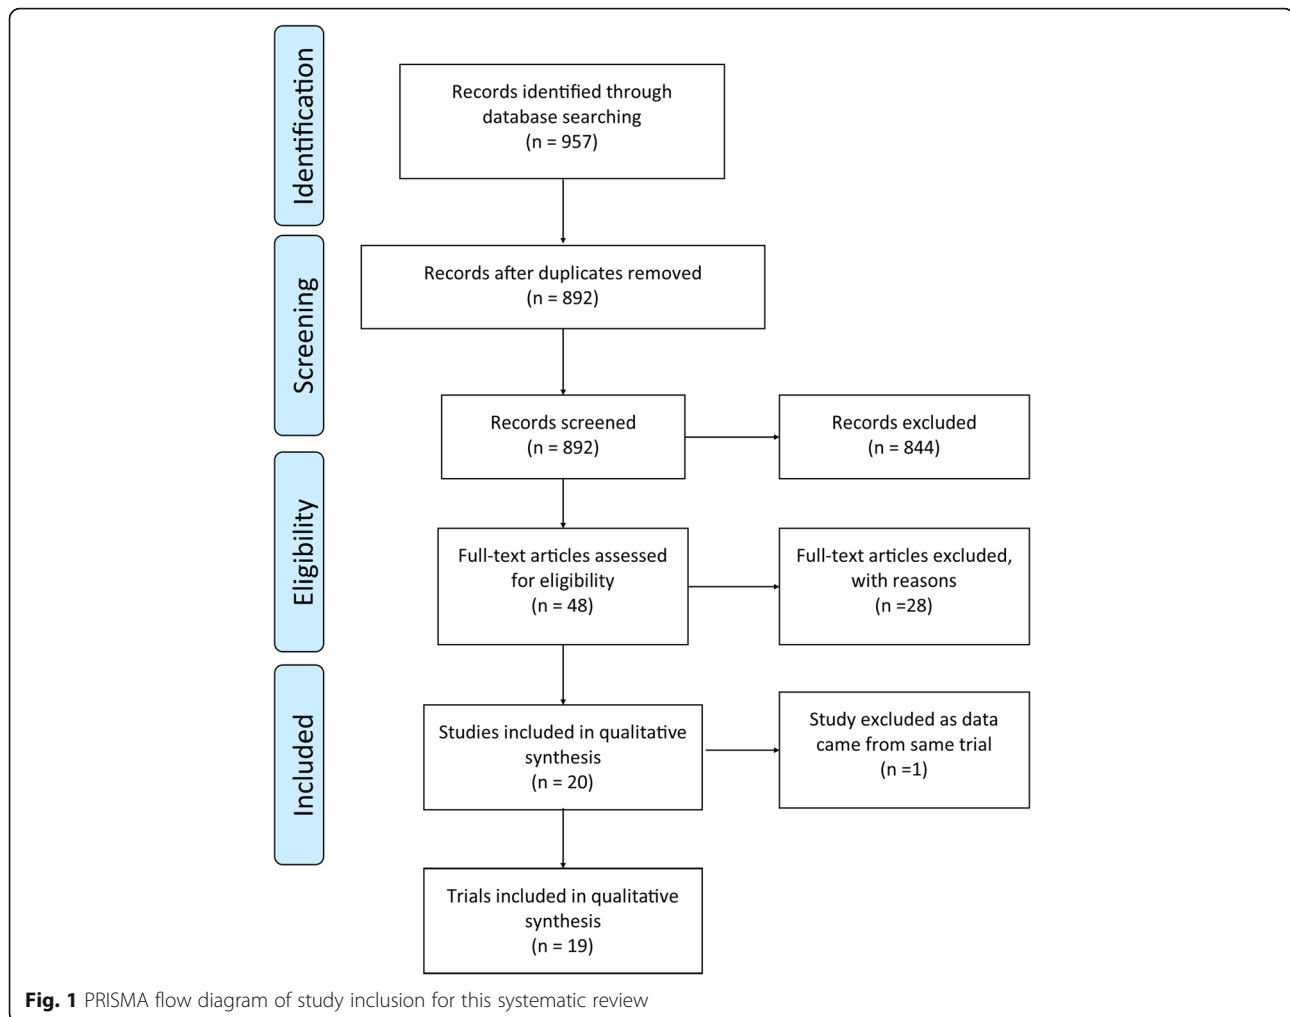 Identification
Records identified through
database searching
(n = 957)
Screening
Records after duplicates removed
(n = 892)
Records screened
(n = 892)
Records excluded
(n = 844)
Eligibility
Full-text articles assessed
for eligibility
(n = 48)
Full-text articles excluded,
with reasons
(n =28)
Included
Studies included in qualitative
synthesis
(n = 20)
Study excluded as data
came from same trial
(n =1)
Trials included in qualitative
synthesis
(n = 19)
Fig. 1 PRISMA flow diagram of study inclusion for this systematic review